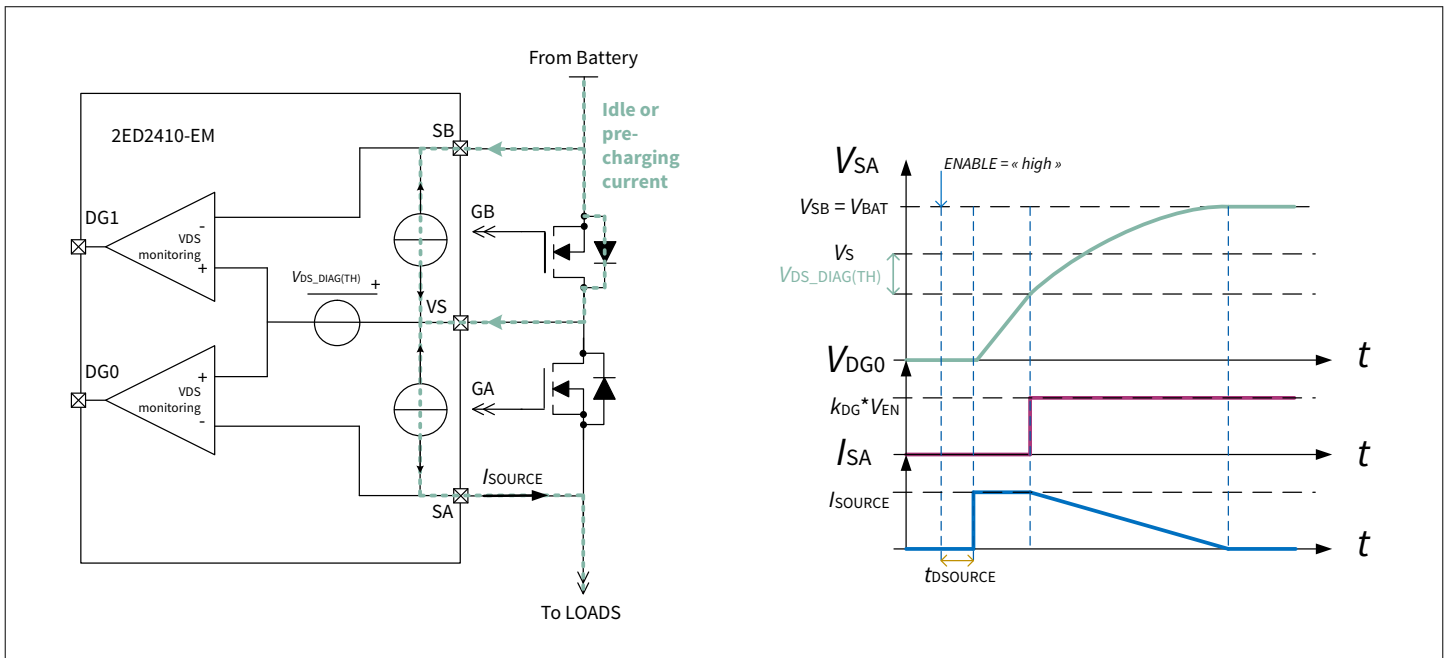 From Battery
Idle or
pre-
charging
current
2ED2410-EM
SB
DG1
GB
-
VDS
monitoring
+
VDS_DIAG(TH)
+
VS
DG0
+
VDS
monitoring
-
GA
ISOURCE
SA
To LOADS
VSA
ENABLE = « high »
VSB = VBAT
VS
VDS_DIAG(TH)
VDG0
t
kDG*VEN
ISA
t
ISOURCE
t
tDSOURCE